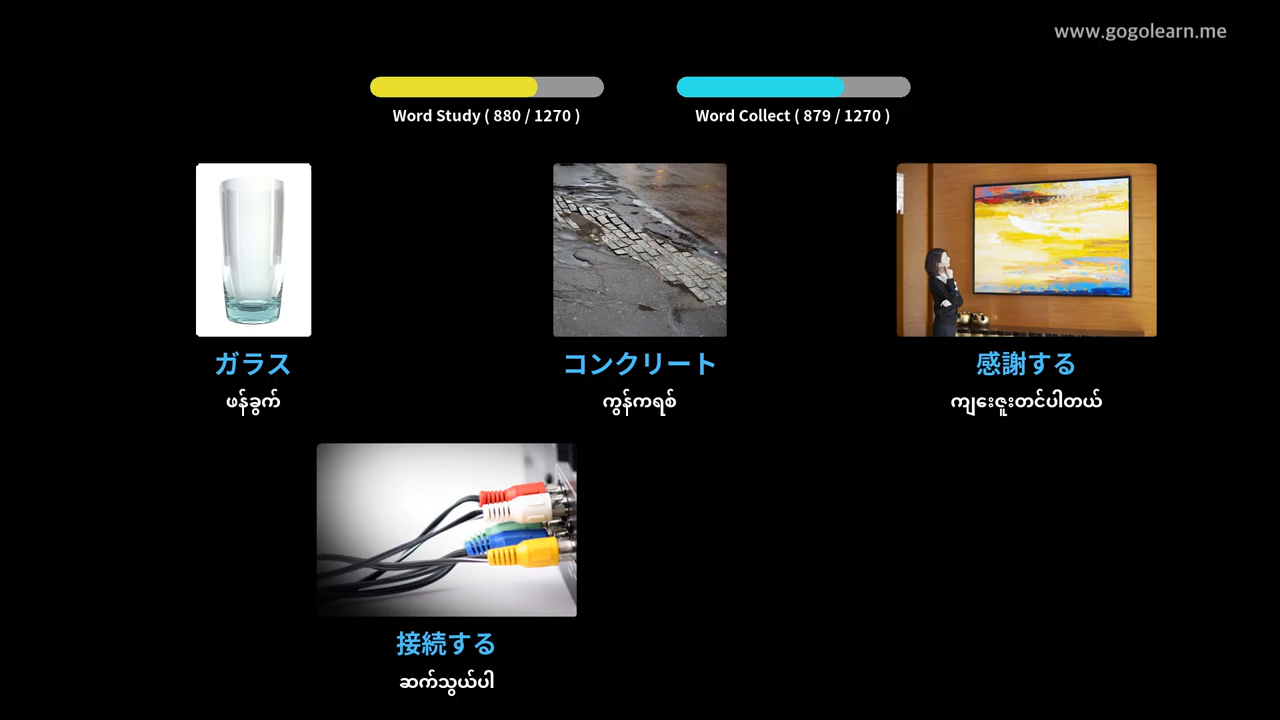 www.gogolearn.me
Word Study ( 880 / 1270 )
Word Collect ( 879 / 1270 )
ガラス
ဖန်ခွက်
コンクリート
ကွန်ကရစ်
感謝する
ကျေးဇူးတင်ပါတယ်
接続する
ဆက်သွယ်ပါ